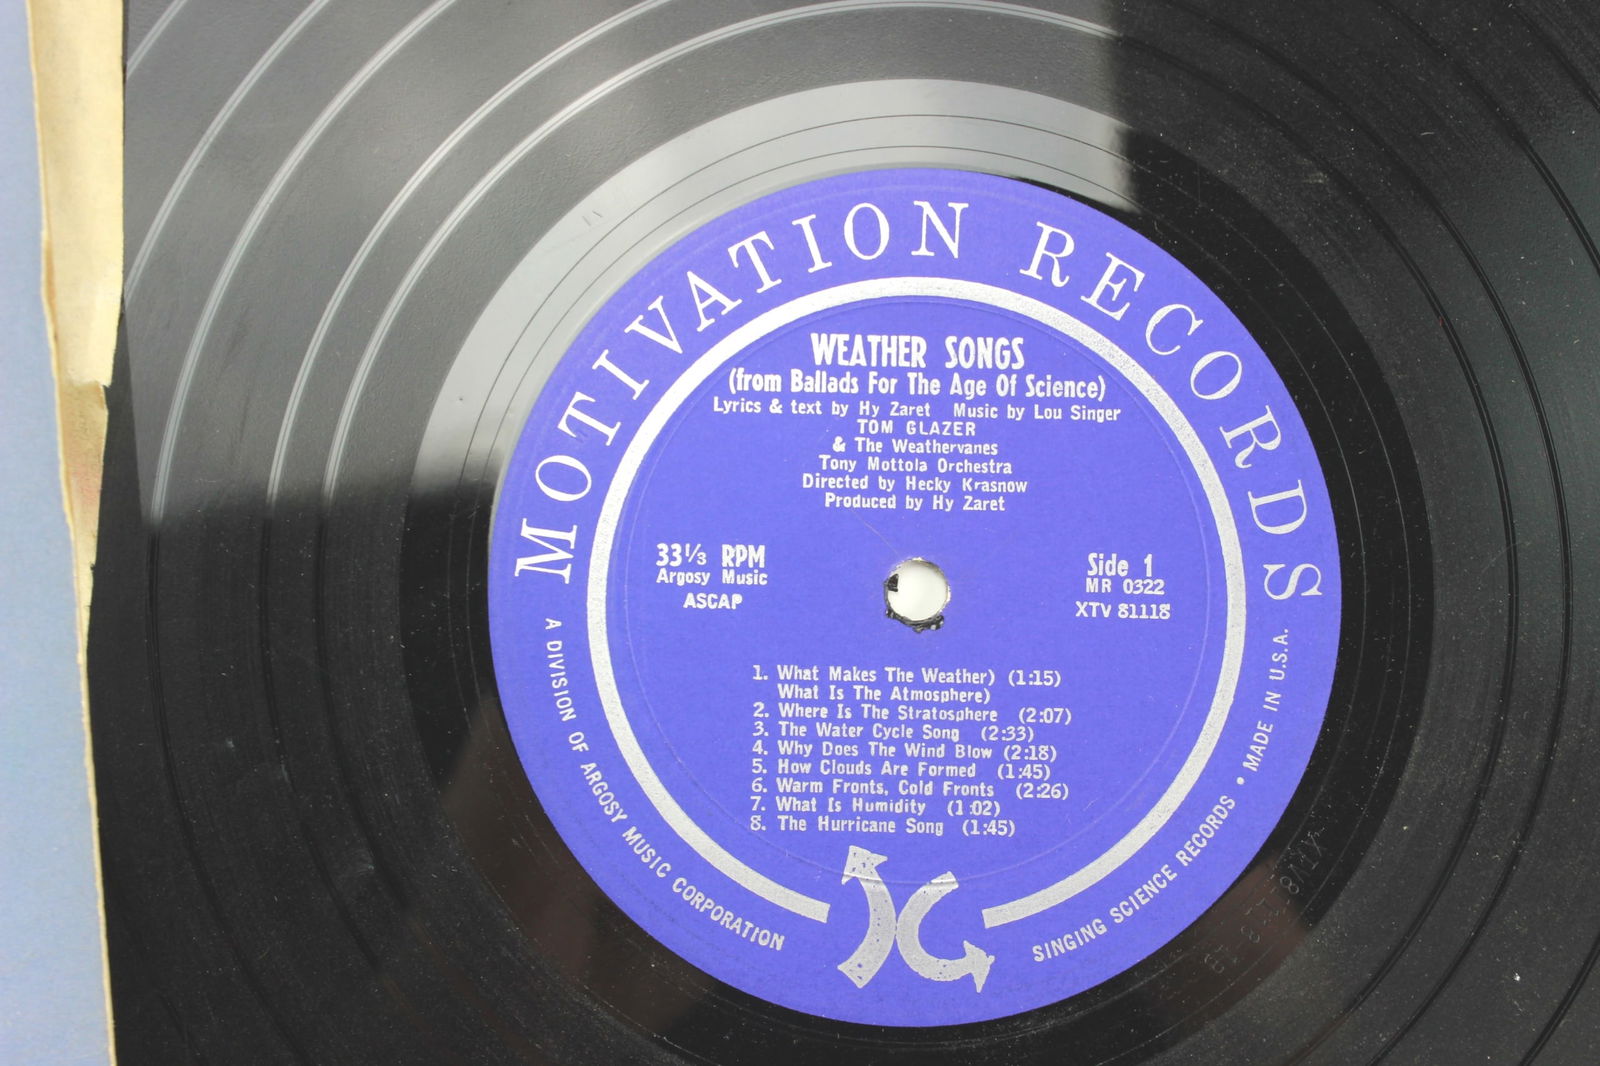 MOTIVATION RECORDS
WEATHER SONGS
(from Ballads For The Age Of Science)
Lyrics & text by Hy Zaret Music by Lou Singer
TOM GLAZER
& The Weathervanes
Tony Mottola Orchestra
Directed by Hecky Krasnow
Produced by Hy Zaret
33 1/3 RPM
Argosy Music
ASCAP
Side 1
MR 0322
XTV 81118
1. What Makes The Weather) (1:15)
What Is The Atmosphere)
2. Where Is The Stratosphere (2:07)
3. The Water Cycle Song (2:33)
4. Why Does The Wind Blow (2:18)
5. How Clouds Are Formed (1:45)
6. Warm Fronts, Cold Fronts (2:26)
7. What Is Humidity (1:02)
8. The Hurricane Song (1:45)
A DIVISION OF ARGOSY MUSIC CORPORATION
SINGING SCIENCE RECORDS • MADE IN U.S.A.